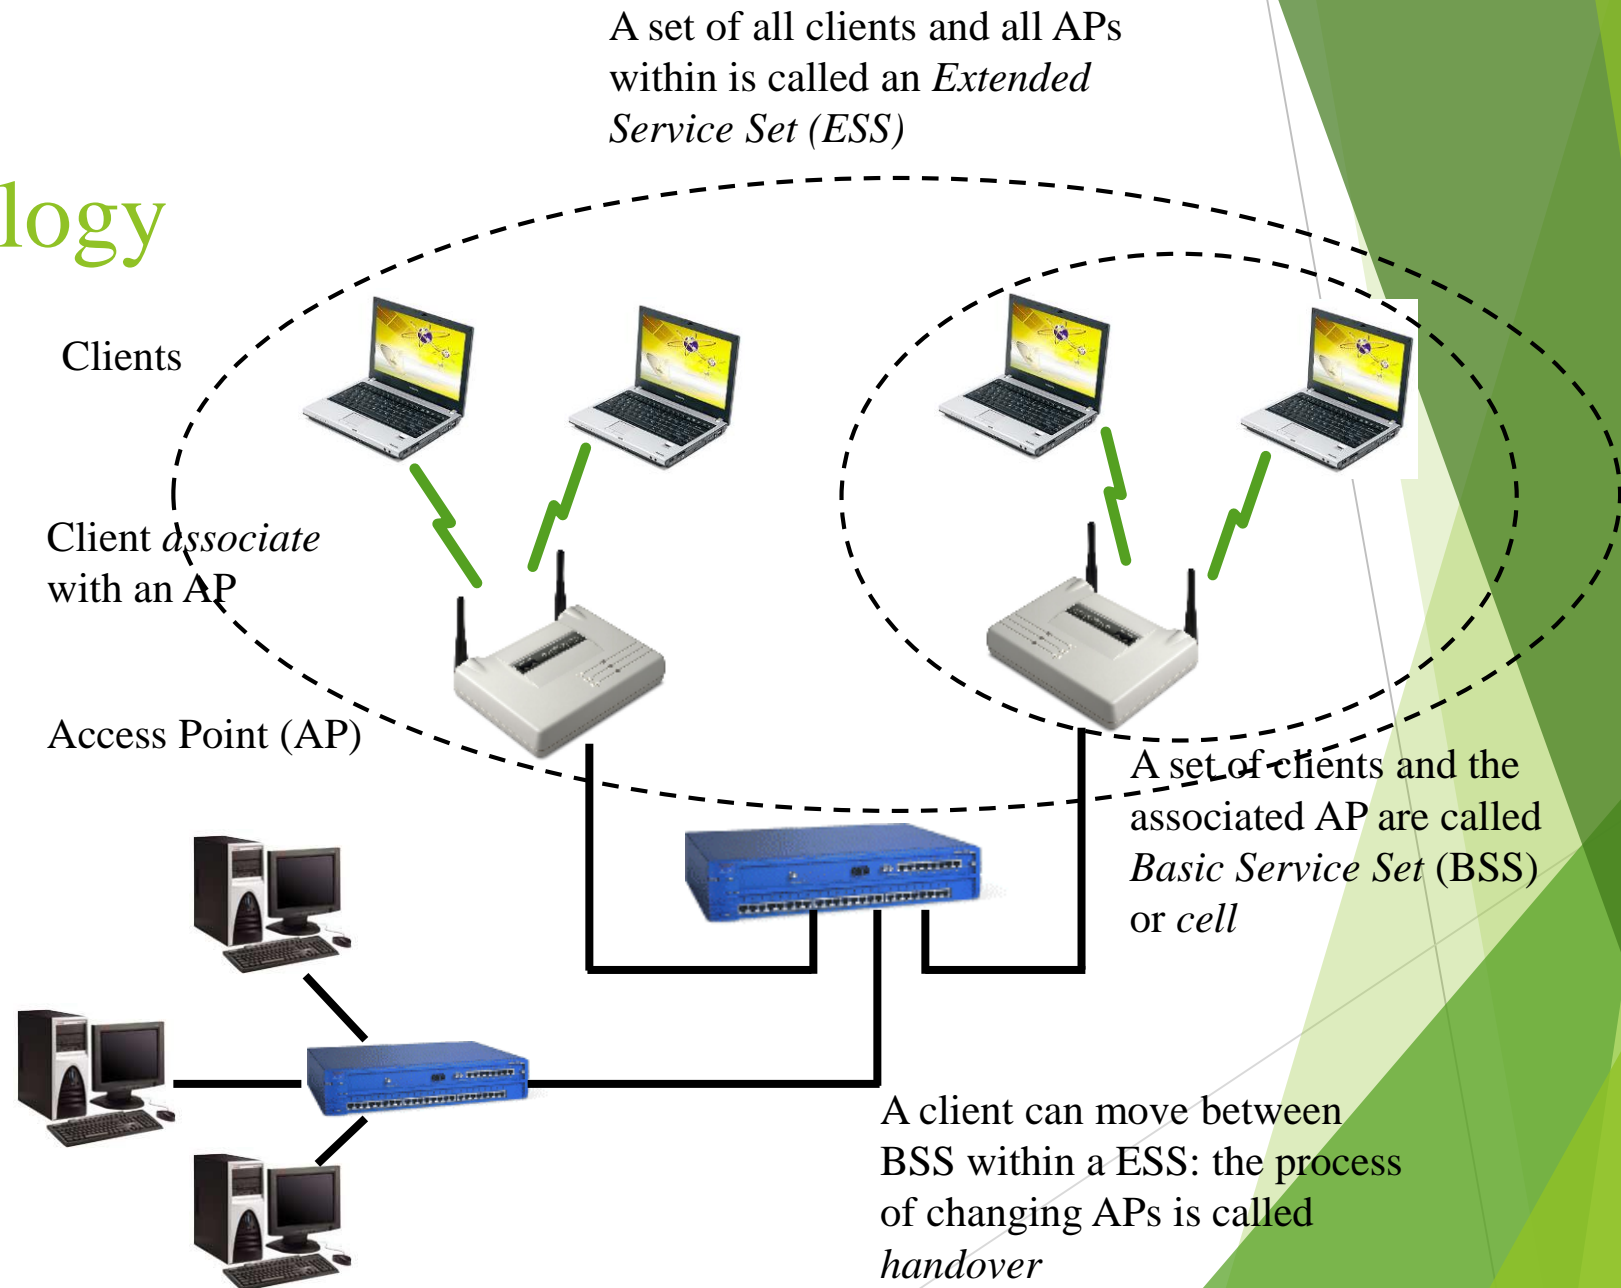 A set of all clients and all APs
within is called an Extended
Service Set (ESS)
logy
Clients
Client associate
with an AP
Access Point (AP)
A set of clients and the
associated AP are called
Basic Service Set (BSS)
or cell
A client can move between
BSS within a ESS: the process
of changing APs is called
handover